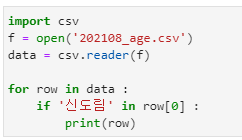 import csv
f = open('202108_age.csv')
data = csv.reader(f)

for row in data :
    if '신도림' in row[0] :
        print(row)